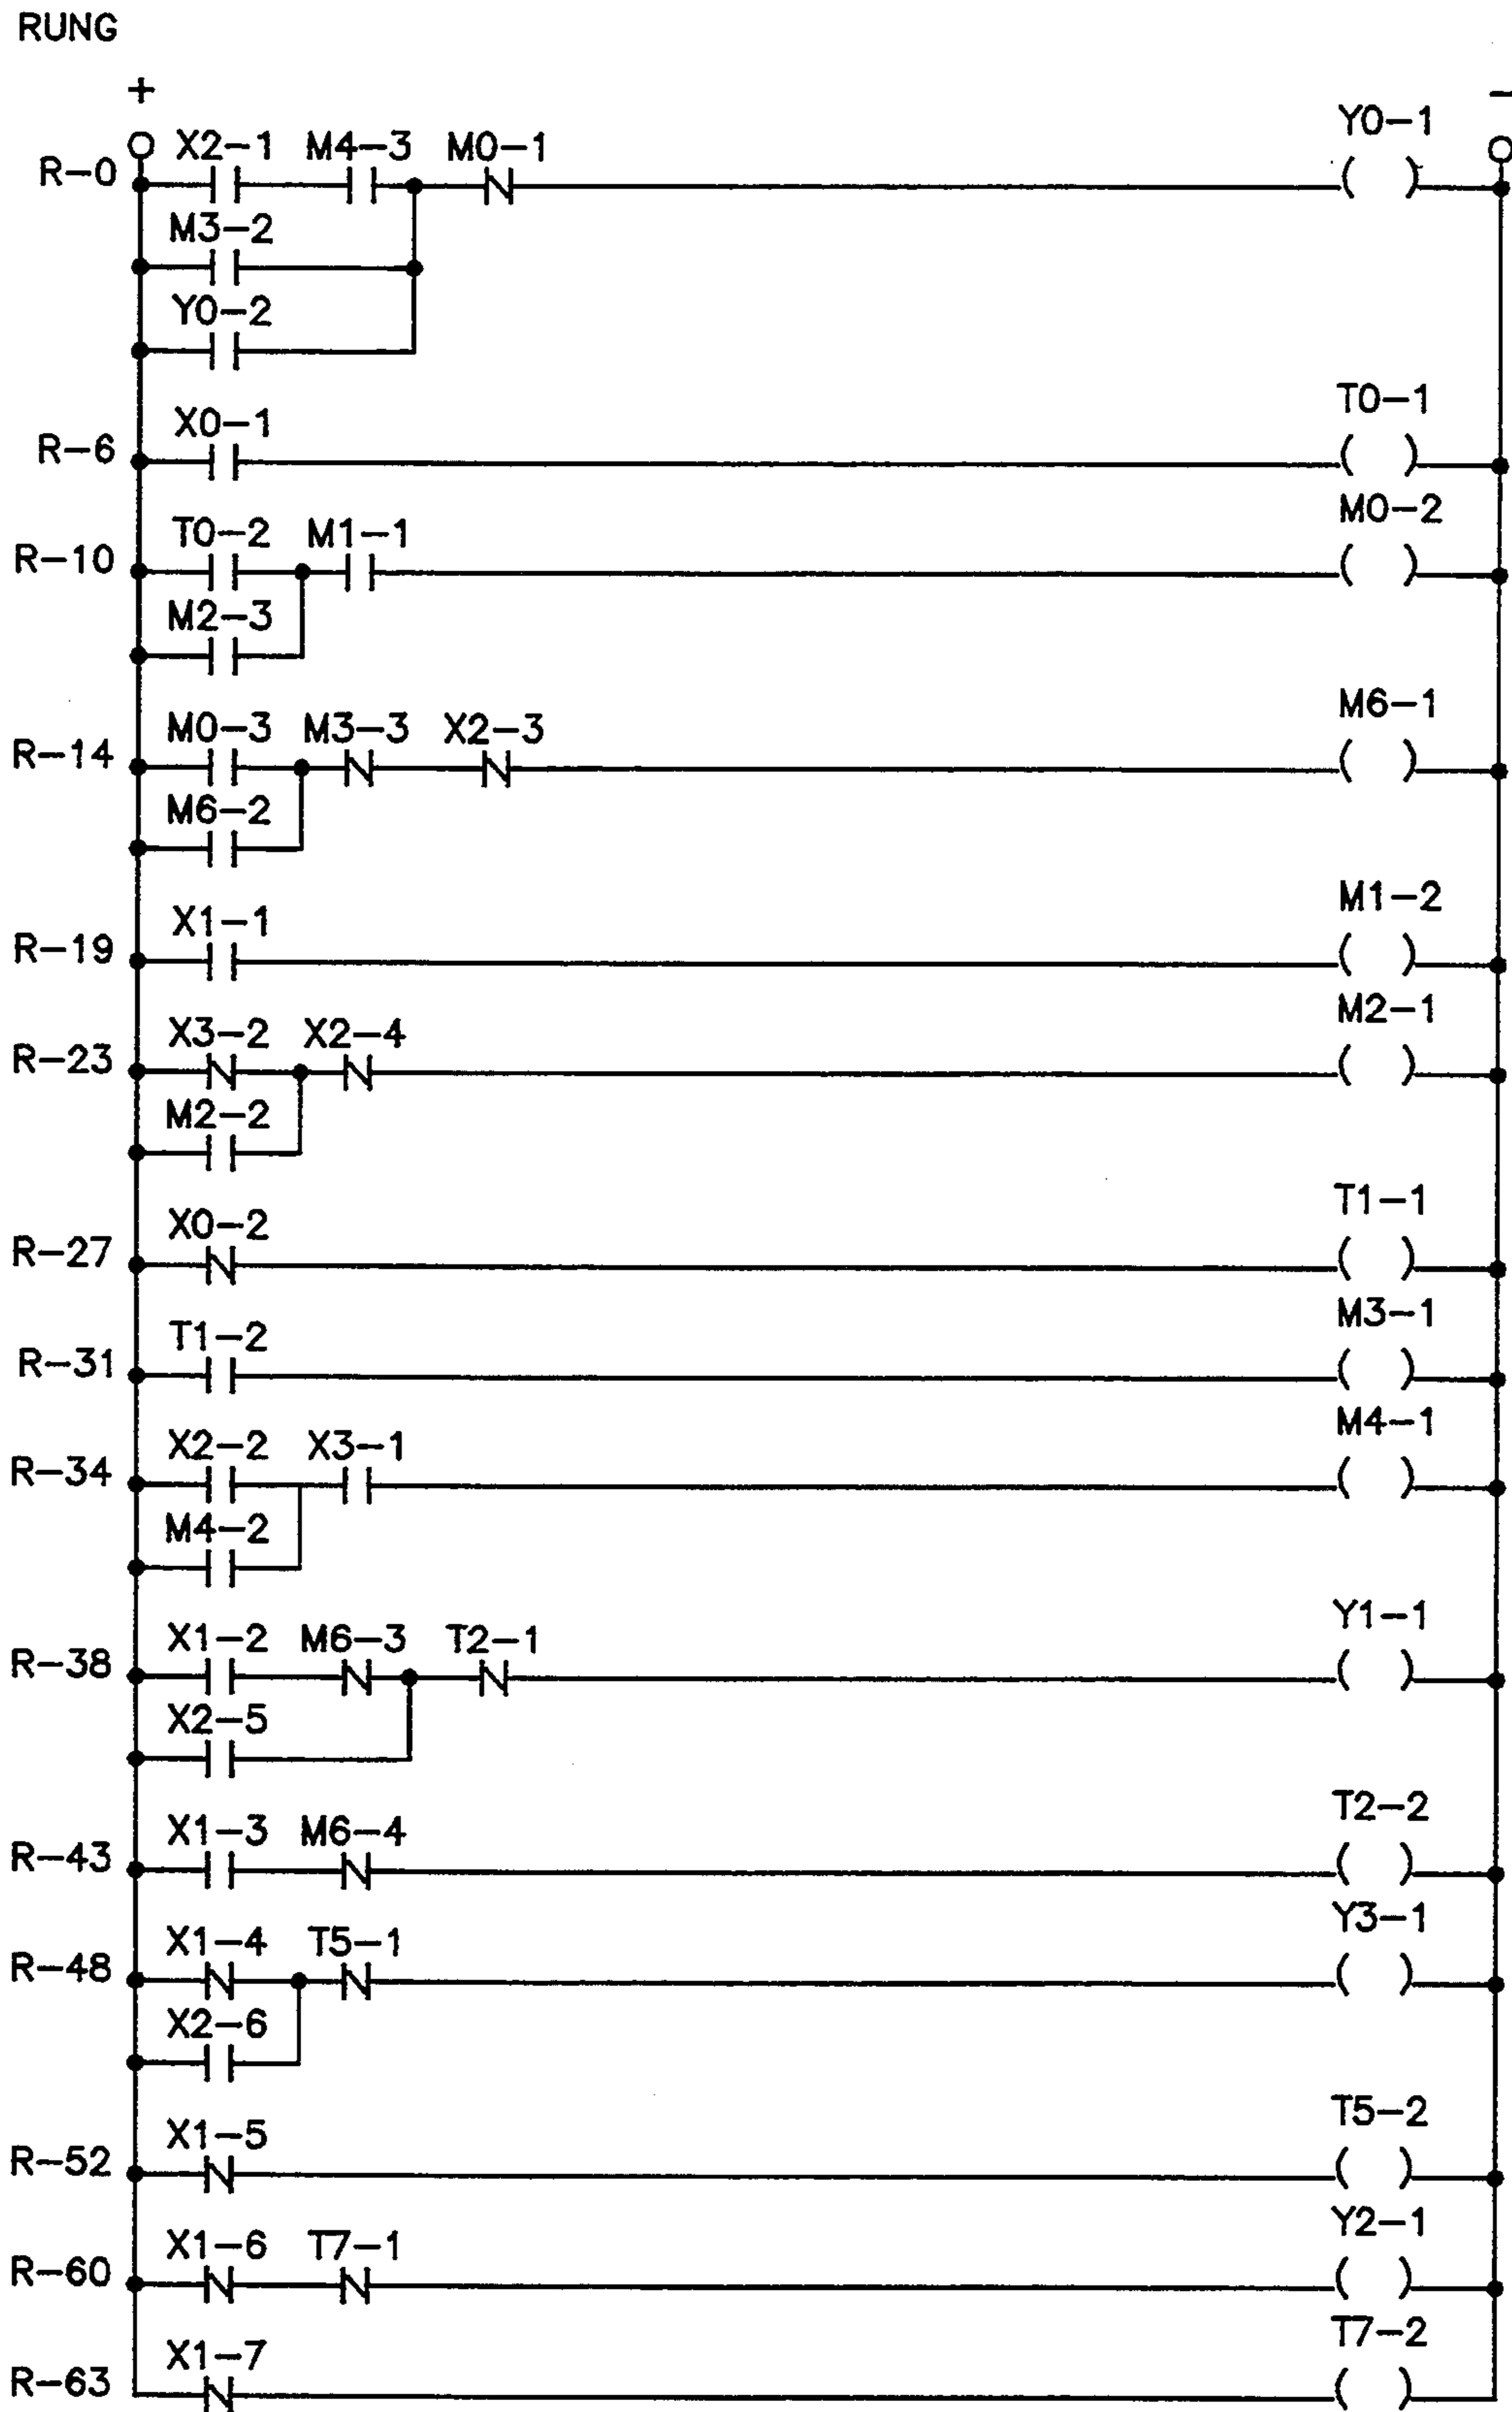 RUNG
+ −
X2-1 M4-3 M0-1 Y0-1
R-0
M3-2
Y0-2
X0-1 T0-1
R-6
T0-2 M1-1 M0-2
R-10
M2-3
M0-3 M3-3 X2-3 M6-1
R-14
M6-2
X1-1 M1-2
R-19
X3-2 X2-4 M2-1
R-23
M2-2
X0-2 T1-1
R-27
T1-2 M3-1
R-31
X2-2 X3-1 M4-1
R-34
M4-2
X1-2 M6-3 T2-1 Y1-1
R-38
X2-5
X1-3 M6-4 T2-2
R-43
X1-4 T5-1 Y3-1
R-48
X2-6
X1-5 T5-2
R-52
X1-6 T7-1 Y2-1
R-60
X1-7 T7-2
R-63